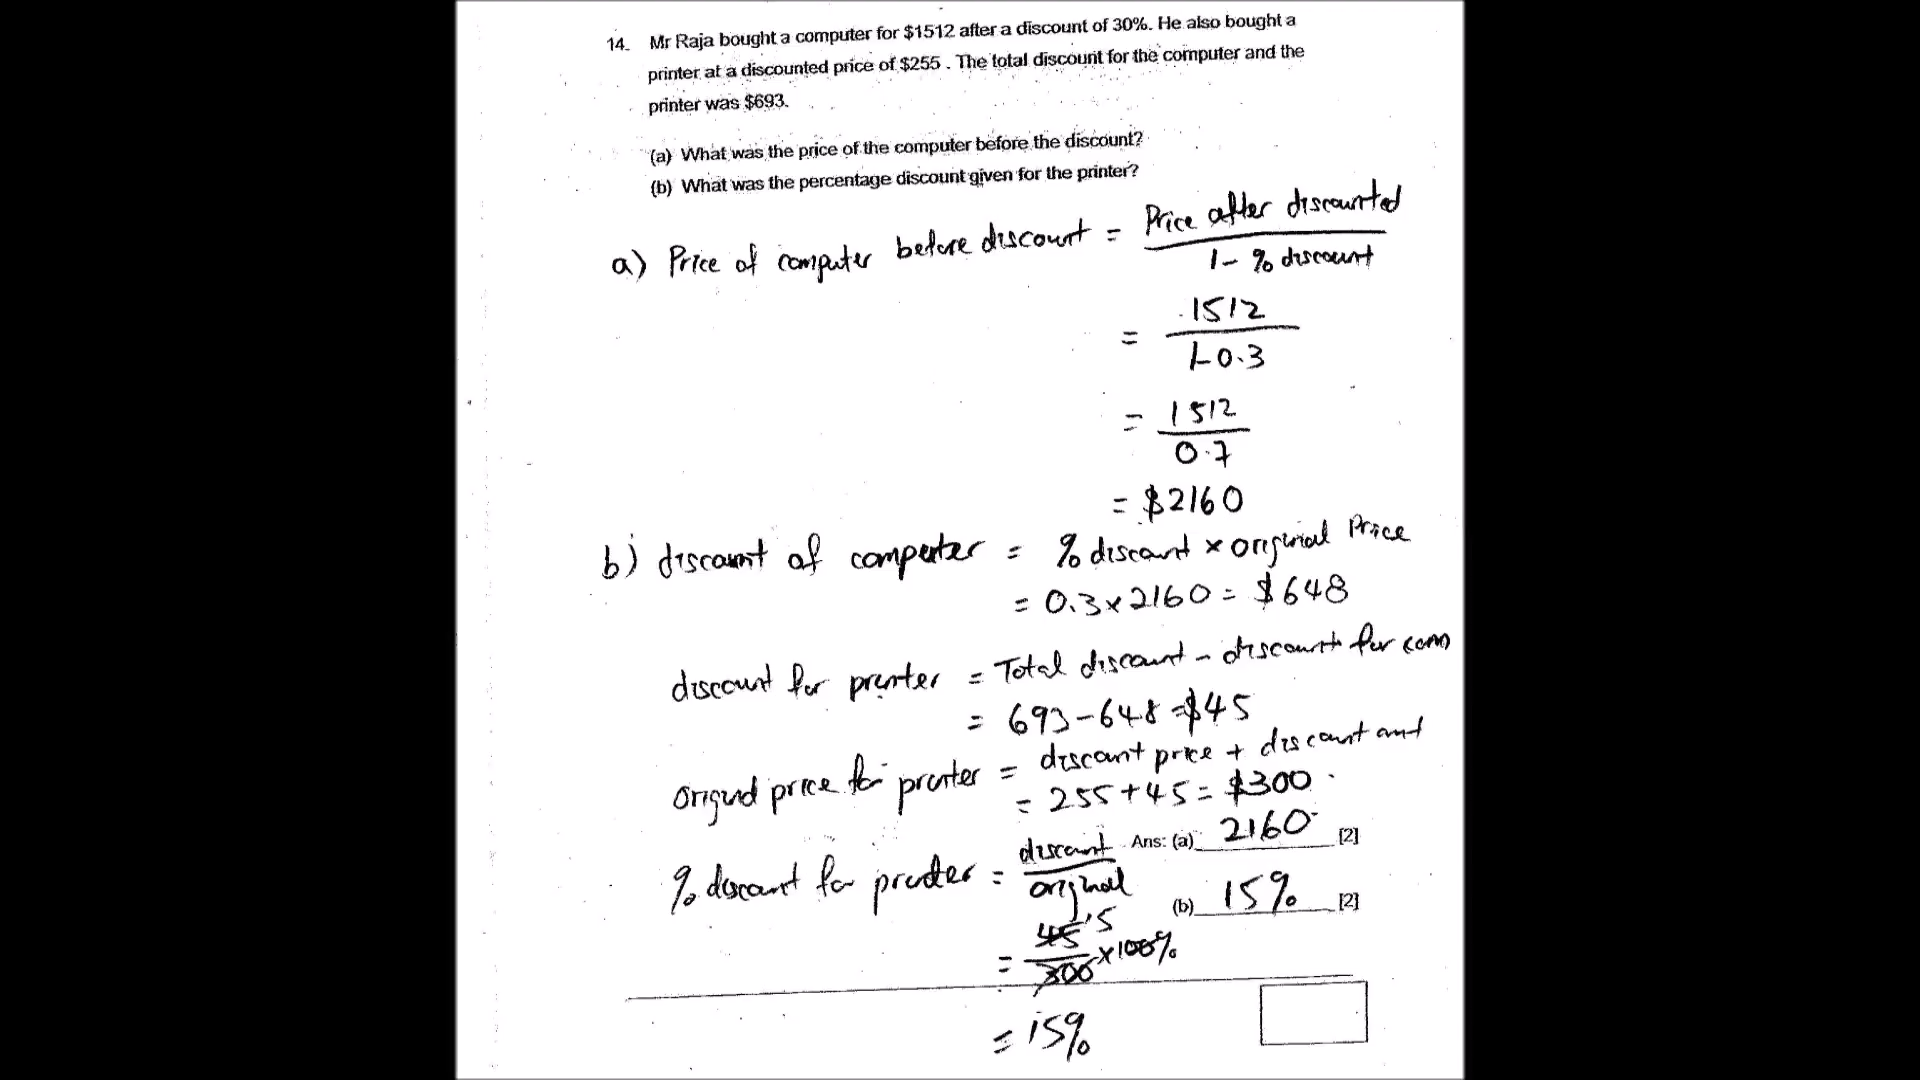 14. Mr Raja bought a computer for $1512 after a discount of 30%. He also bought a
printer at a discounted price of $255 . The total discount for the computer and the
printer was $693.
(a) What was the price of the computer before the discount?
(b) What was the percentage discount given for the printer?
a) Price of computer before discount = Price after discounted
1 - % discount
= 1512
1-0.3
= 1512
0.7
= $2160
b) discount of computer = % discount × original Price
= 0.3 × 2160 = $648
discount for printer = Total discount - discount for com
= 693-648 = $45
original price for printer = discount price + discount amt
= 255 + 45 = $300
Ans: (a) 2160 [2]
% discount for printer = discount
original
(b) 15% [2]
= 45 15
300 × 100%
= 15%